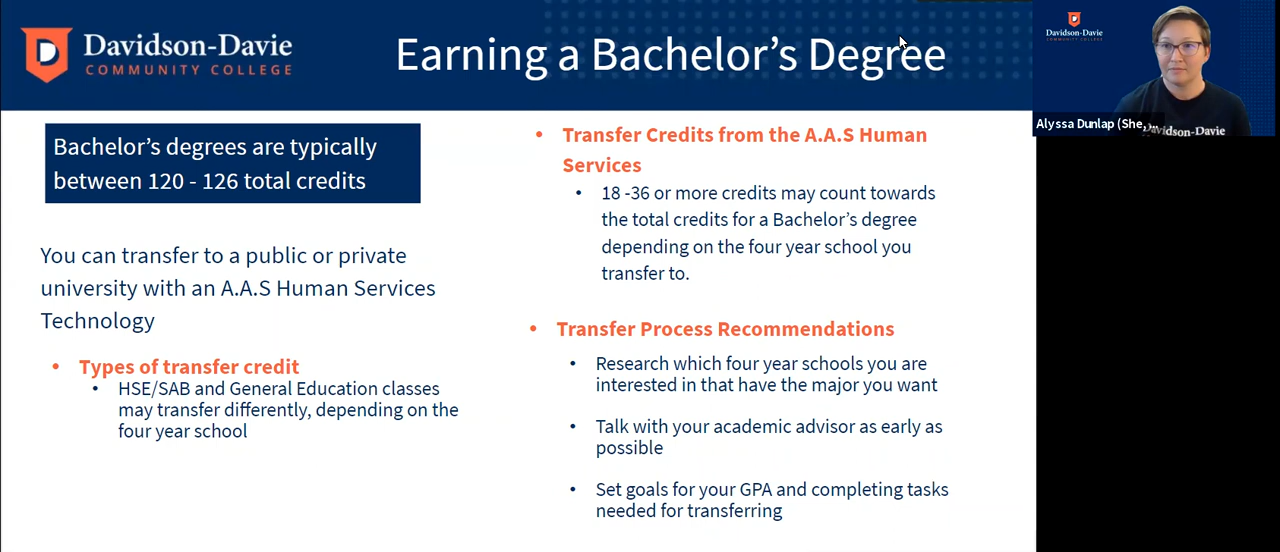 Davidson-Davie
COMMUNITY COLLEGE
Earning a Bachelor's Degree
Bachelor's degrees are typically
between 120 - 126 total credits
You can transfer to a public or private
university with an A.A.S Human Services
Technology
• Types of transfer credit
• HSE/SAB and General Education classes
may transfer differently, depending on the
four year school
• Transfer Credits from the A.A.S Human
Services
• 18 -36 or more credits may count towards
the total credits for a Bachelor's degree
depending on the four year school you
transfer to.
• Transfer Process Recommendations
• Research which four year schools you are
interested in that have the major you want
• Talk with your academic advisor as early as
possible
• Set goals for your GPA and completing tasks
needed for transferring
Davidson-Davie
COMMUNITY COLLEGE
Alyssa Dunlap (She, ...
Davidson-Davie